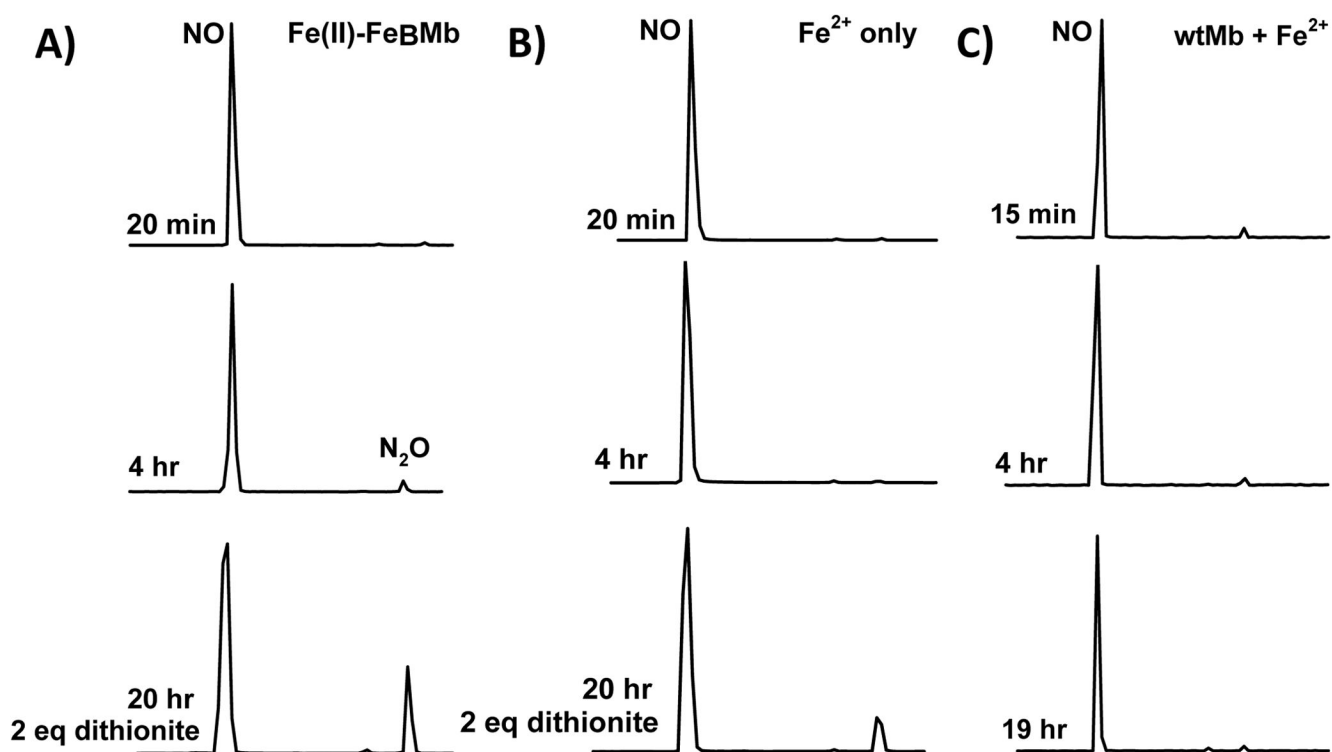 A)
NO
Fe(II)-FeBMb
20 min
4 hr
N₂O
20 hr
2 eq dithionite
B)
NO
Fe²⁺ only
20 min
4 hr
20 hr
2 eq dithionite
C)
NO
wtMb + Fe²⁺
15 min
4 hr
19 hr